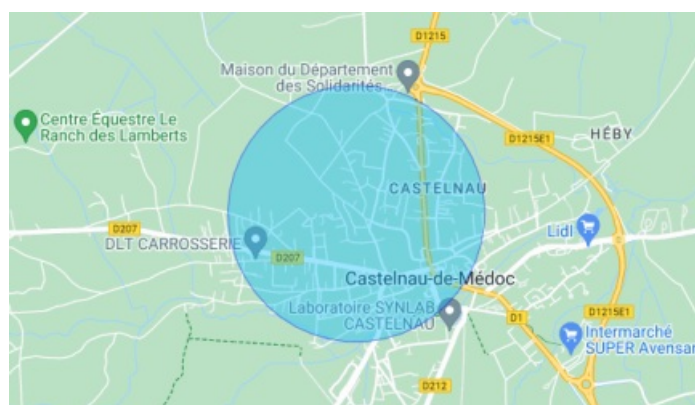 D1215
Maison du Département
des Solidarités...
Centre Équestre Le
Ranch des Lamberts
D1215E1
HÉBY
CASTELNAU
D207
DLT CARROSSERIE
D207
Lidl
Castelnau-de-Médoc
Laboratoire SYNLAB
CASTELNAU
D1
D1215E1
Intermarché
SUPER Avensan
D212